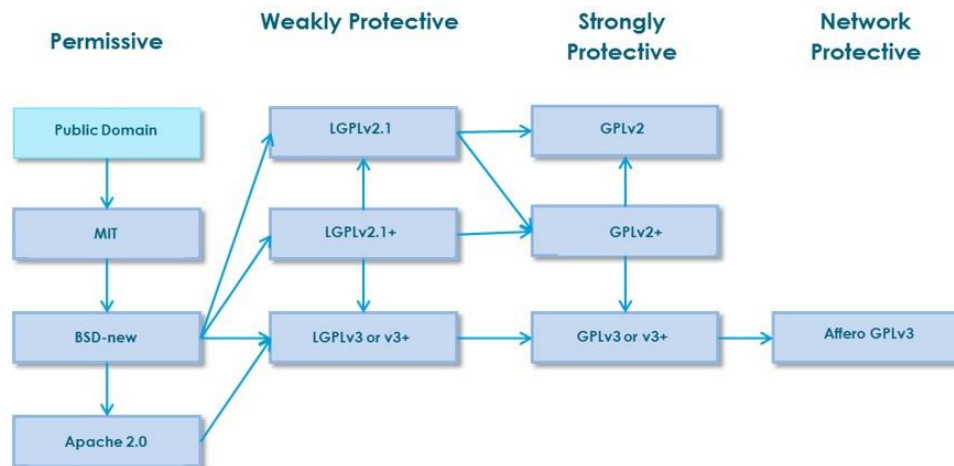 Permissive
Weakly Protective
Strongly
Protective
Network
Protective
Public Domain
LGPLv2.1
GPLv2
MIT
LGPLv2.1+
GPLv2+
BSD-new
LGPLv3 or v3+
GPLv3 or v3+
Affero GPLv3
Apache 2.0